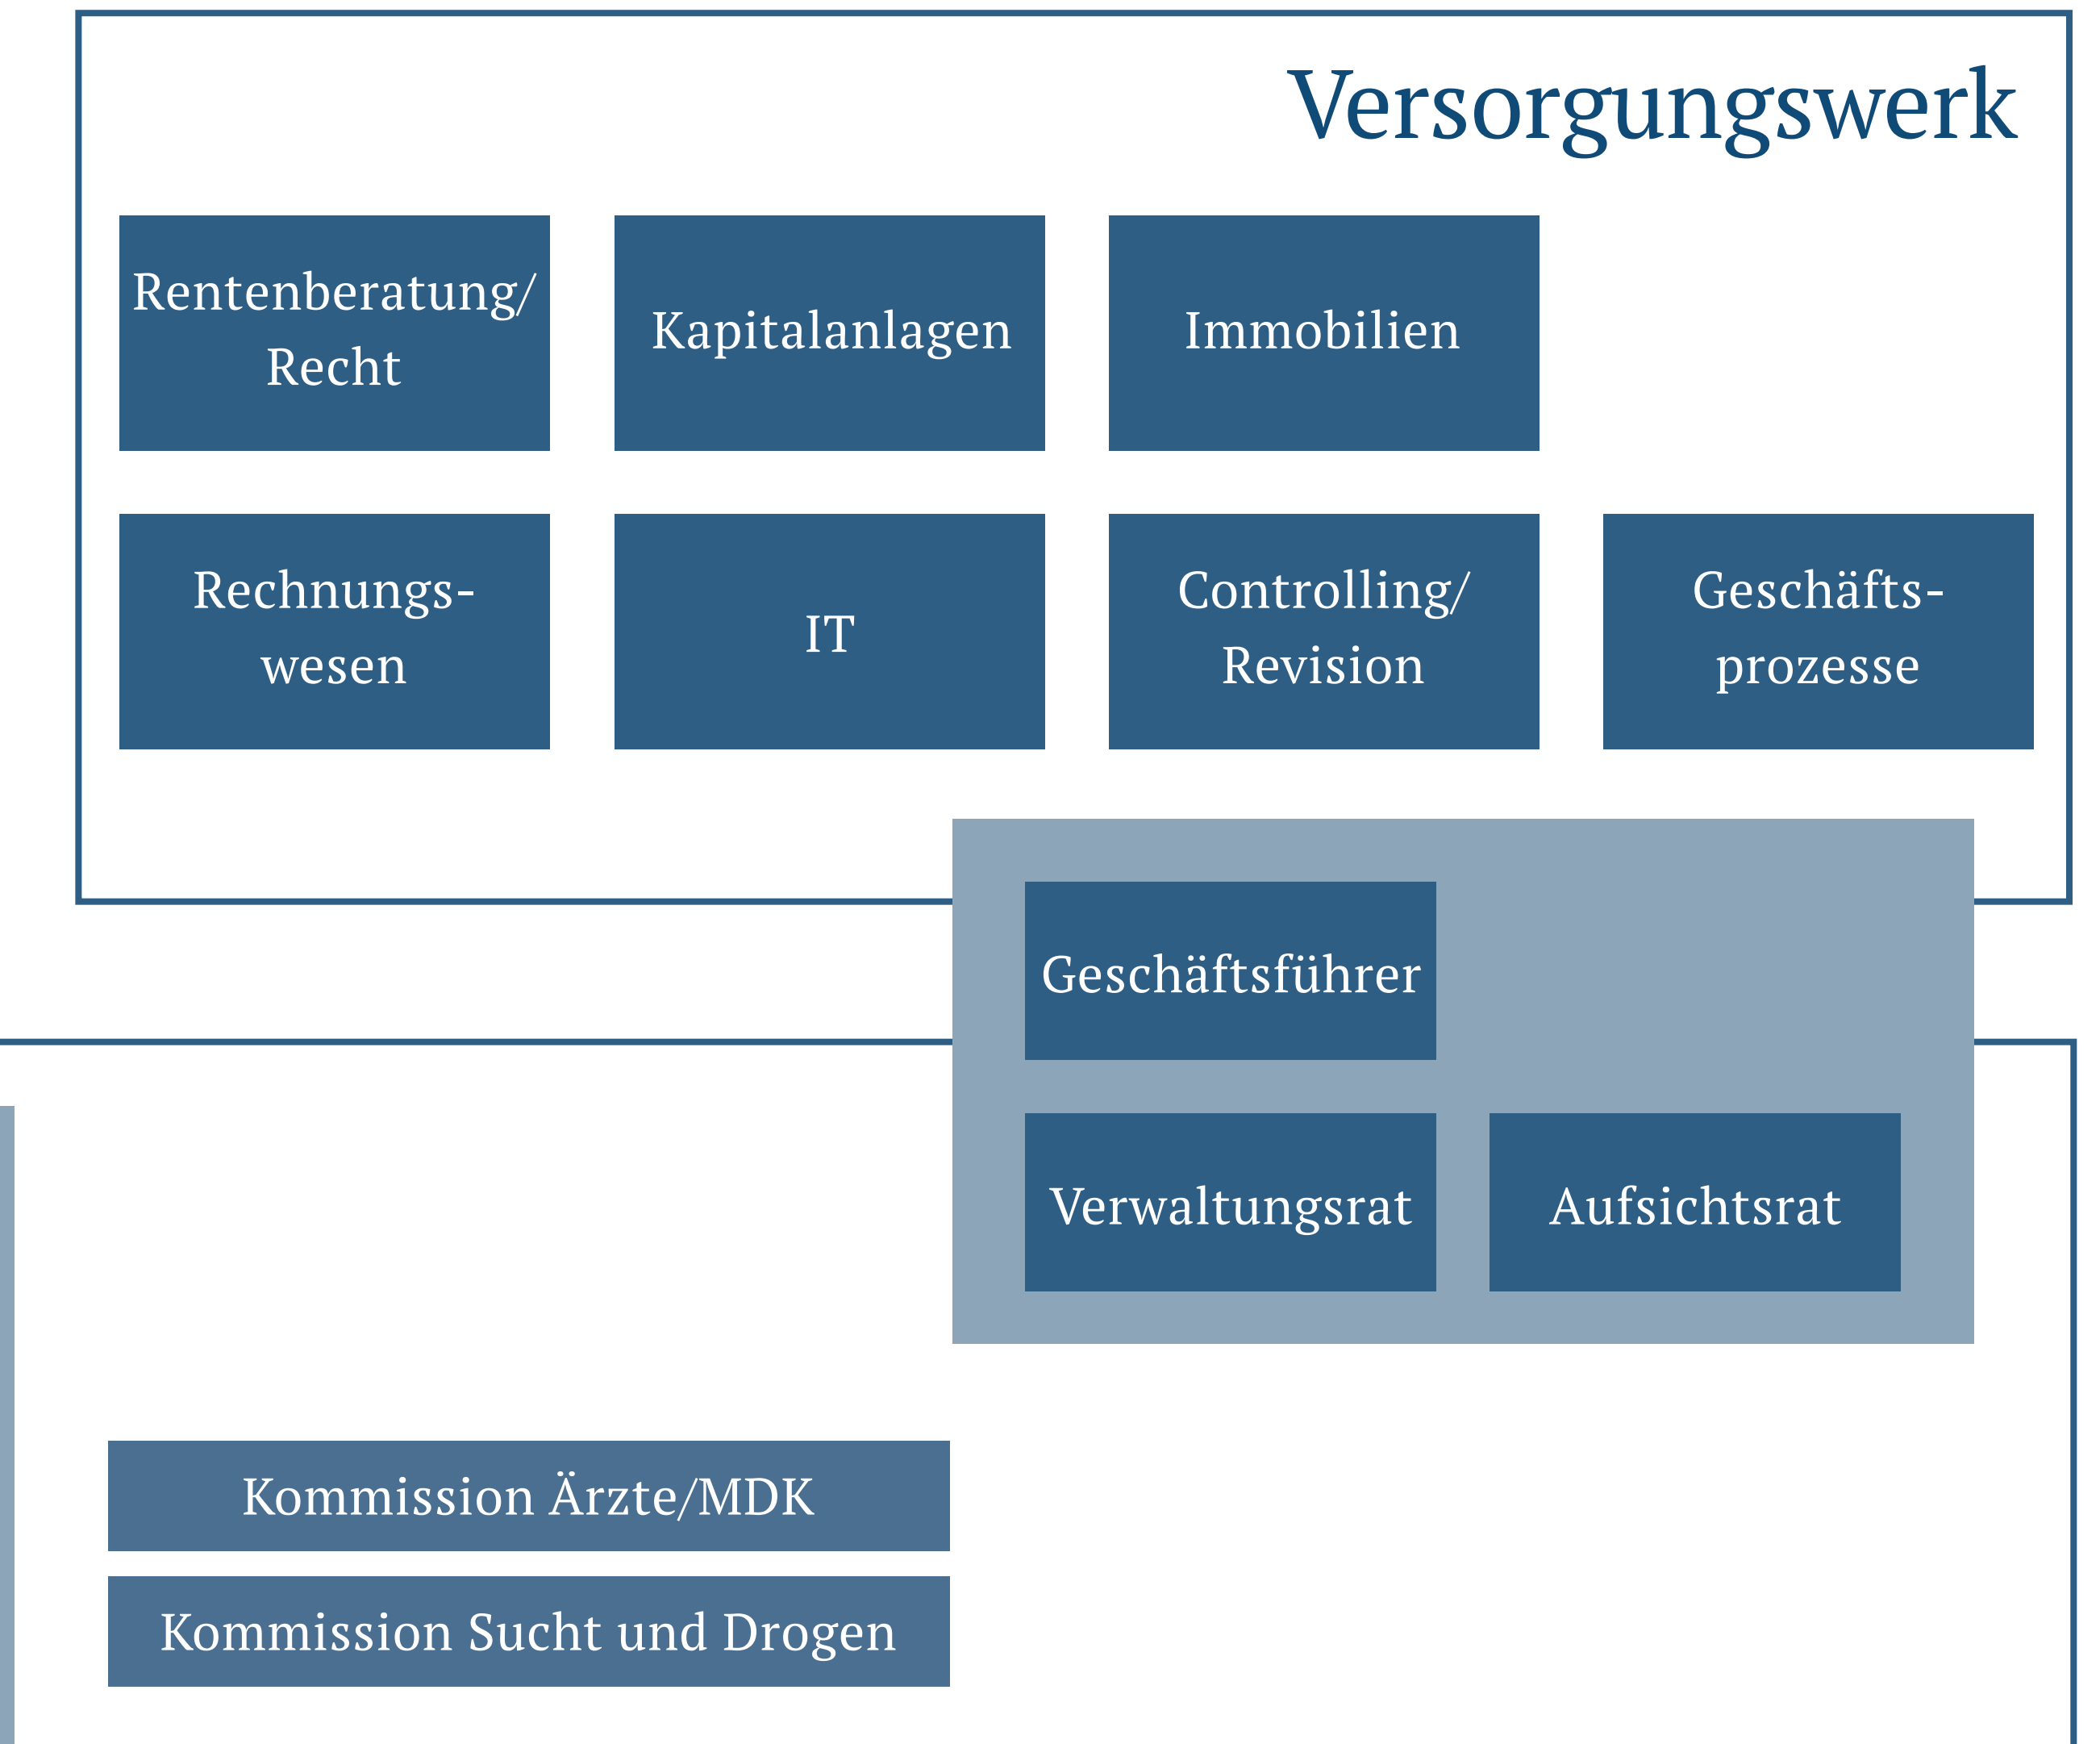 Versorgungswerk
Rentenberatung/
Recht
Kapitalanlagen
Immobilien
Rechnungs-
wesen
IT
Controlling/
Revision
Geschäfts-
prozesse
Geschäftsführer
Verwaltungsrat
Aufsichtsrat
Kommission Ärzte/MDK
Kommission Sucht und Drogen